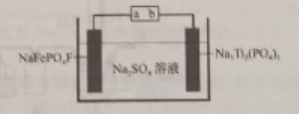 a b
NaFePO₄F
Na₂SO₄ 溶液
Na₃Ti₂(PO₄)₃